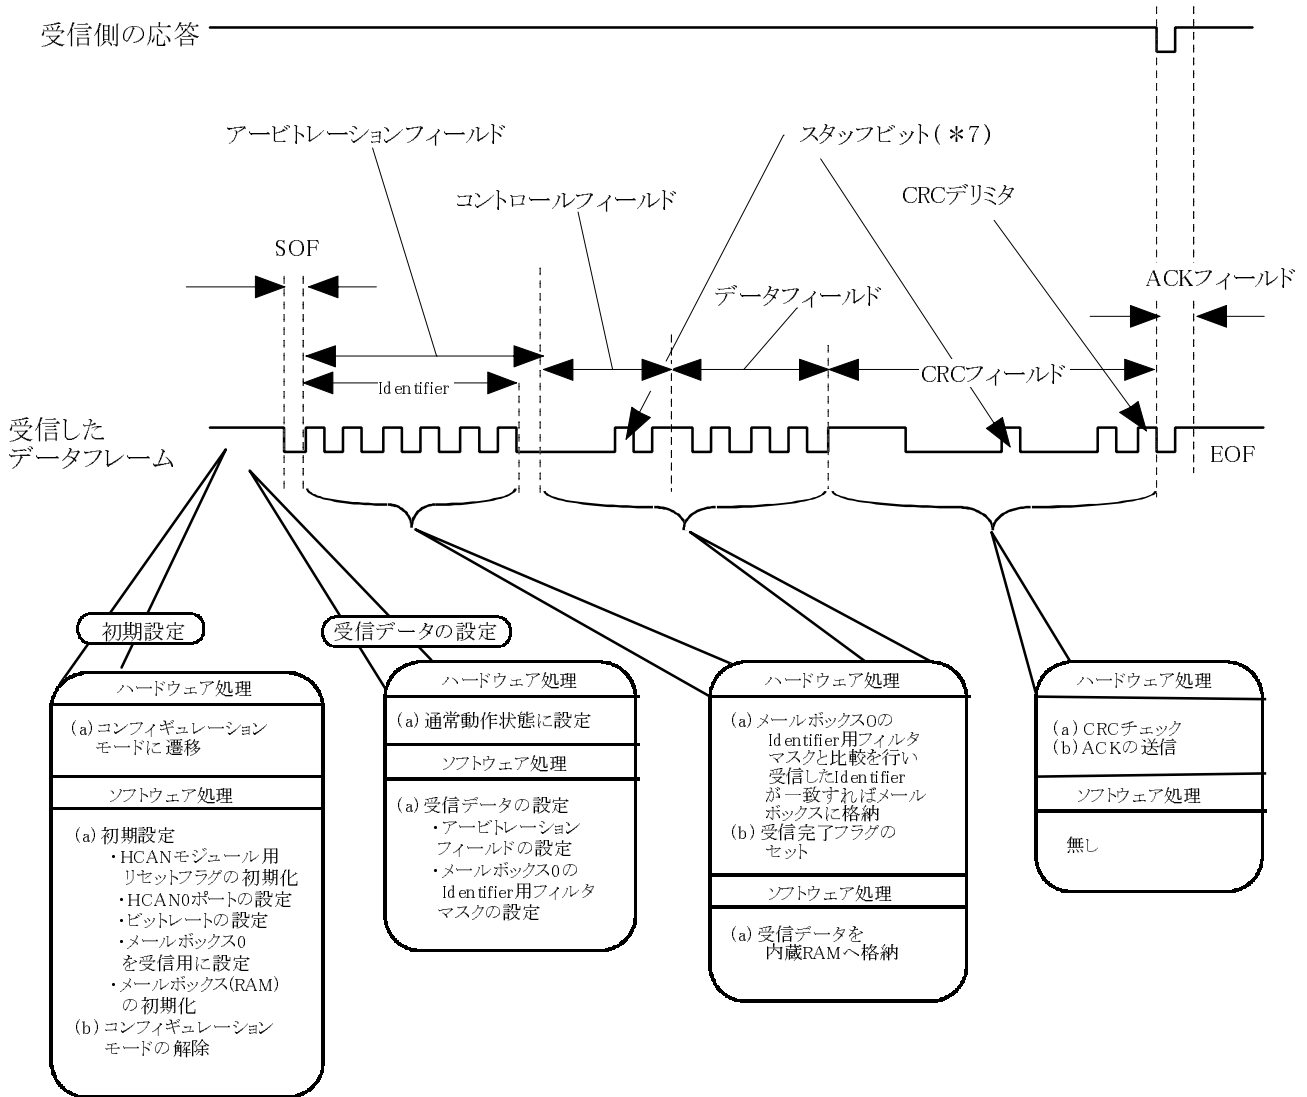 受信側の応答
アービトレーションフィールド
スタッフビット(＊7)
コントロールフィールド
CRCデリミタ
SOF
ACKフィールド
データフィールド
CRCフィールド
Identifier
受信した
データフレーム
EOF
初期設定
ハードウェア処理
(a) コンフィギュレーション
モードに遷移
ソフトウェア処理
(a) 初期設定
・HCANモジュール用
リセットフラグの初期化
・HCAN0ポートの設定
・ビットレートの設定
・メールボックス0
を受信用に設定
・メールボックス(RAM)
の初期化
(b) コンフィギュレーション
モードの解除
受信データの設定
ハードウェア処理
(a) 通常動作状態に設定
ソフトウェア処理
(a) 受信データの設定
・アービトレーション
フィールドの設定
・メールボックス0の
Identifier用フィルタ
マスクの設定
ハードウェア処理
(a) メールボックス0の
Identifier用フィルタ
マスクと比較を行い
受信したIdentifier
が一致すればメール
ボックスに格納
(b) 受信完了フラグの
セット
ソフトウェア処理
(a) 受信データを
内蔵RAMへ格納
ハードウェア処理
(a) CRCチェック
(b) ACKの送信
ソフトウェア処理
無し